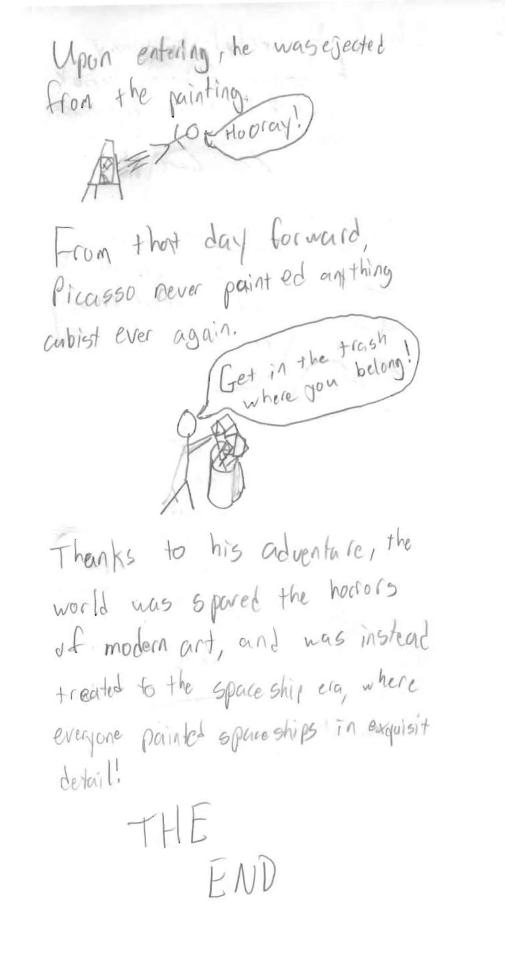 Upon entering, he was ejected
from the painting.
Hooray!
From that day forward,
Picasso never painted anything
cubist ever again.
Get in the trash
where you belong!
Thanks to his adventure, the
world was spared the horrors
of modern art, and was instead
treated to the space ship era, where
everyone painted spaceships in exquisit
detail!
THE
END